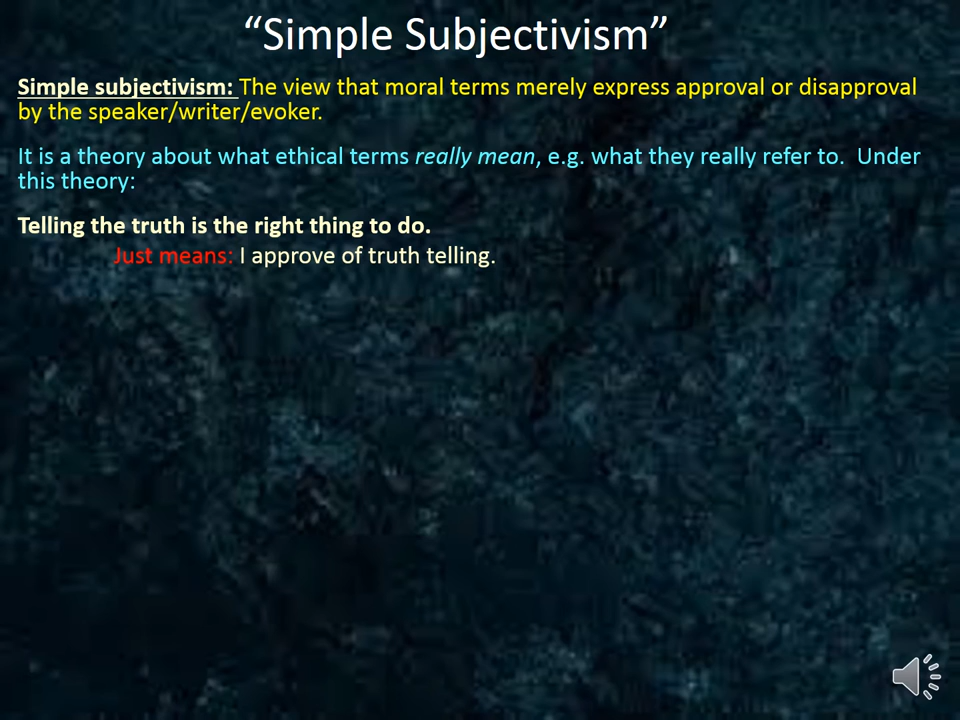 “Simple Subjectivism”
Simple subjectivism: The view that moral terms merely express approval or disapproval
by the speaker/writer/evoker.
It is a theory about what ethical terms really mean, e.g. what they really refer to.  Under
this theory:
Telling the truth is the right thing to do.
Just means: I approve of truth telling.